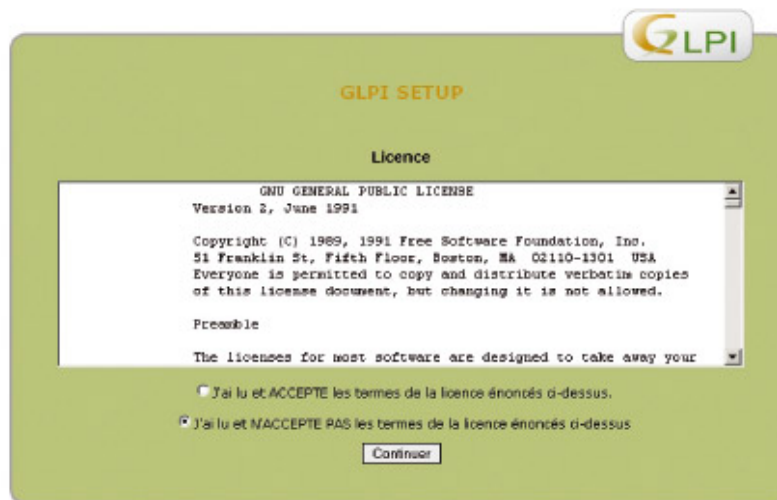 GLPI
GLPI SETUP
Licence
GNU GENERAL PUBLIC LICENSE
Version 2, June 1991
Copyright (C) 1989, 1991 Free Software Foundation, Inc.
51 Franklin St, Fifth Floor, Boston, MA 02110-1301 USA
Everyone is permitted to copy and distribute verbatim copies
of this license document, but changing it is not allowed.
Preamble
The licenses for most software are designed to take away your
J'ai lu et ACCEPTE les termes de la licence énoncés ci-dessus.
J'ai lu et N'ACCEPTE PAS les termes de la licence énoncés ci-dessus
Continuer